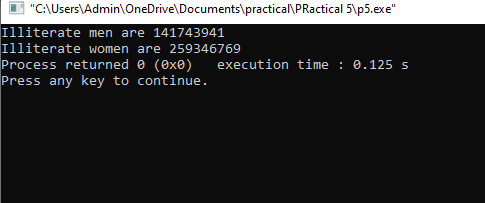 "C:\Users\Admin\OneDrive\Documents\practical\PRactical 5\p5.exe"
Illiterate men are 141743941
Illiterate women are 259346769
Process returned 0 (0x0)   execution time : 0.125 s
Press any key to continue.